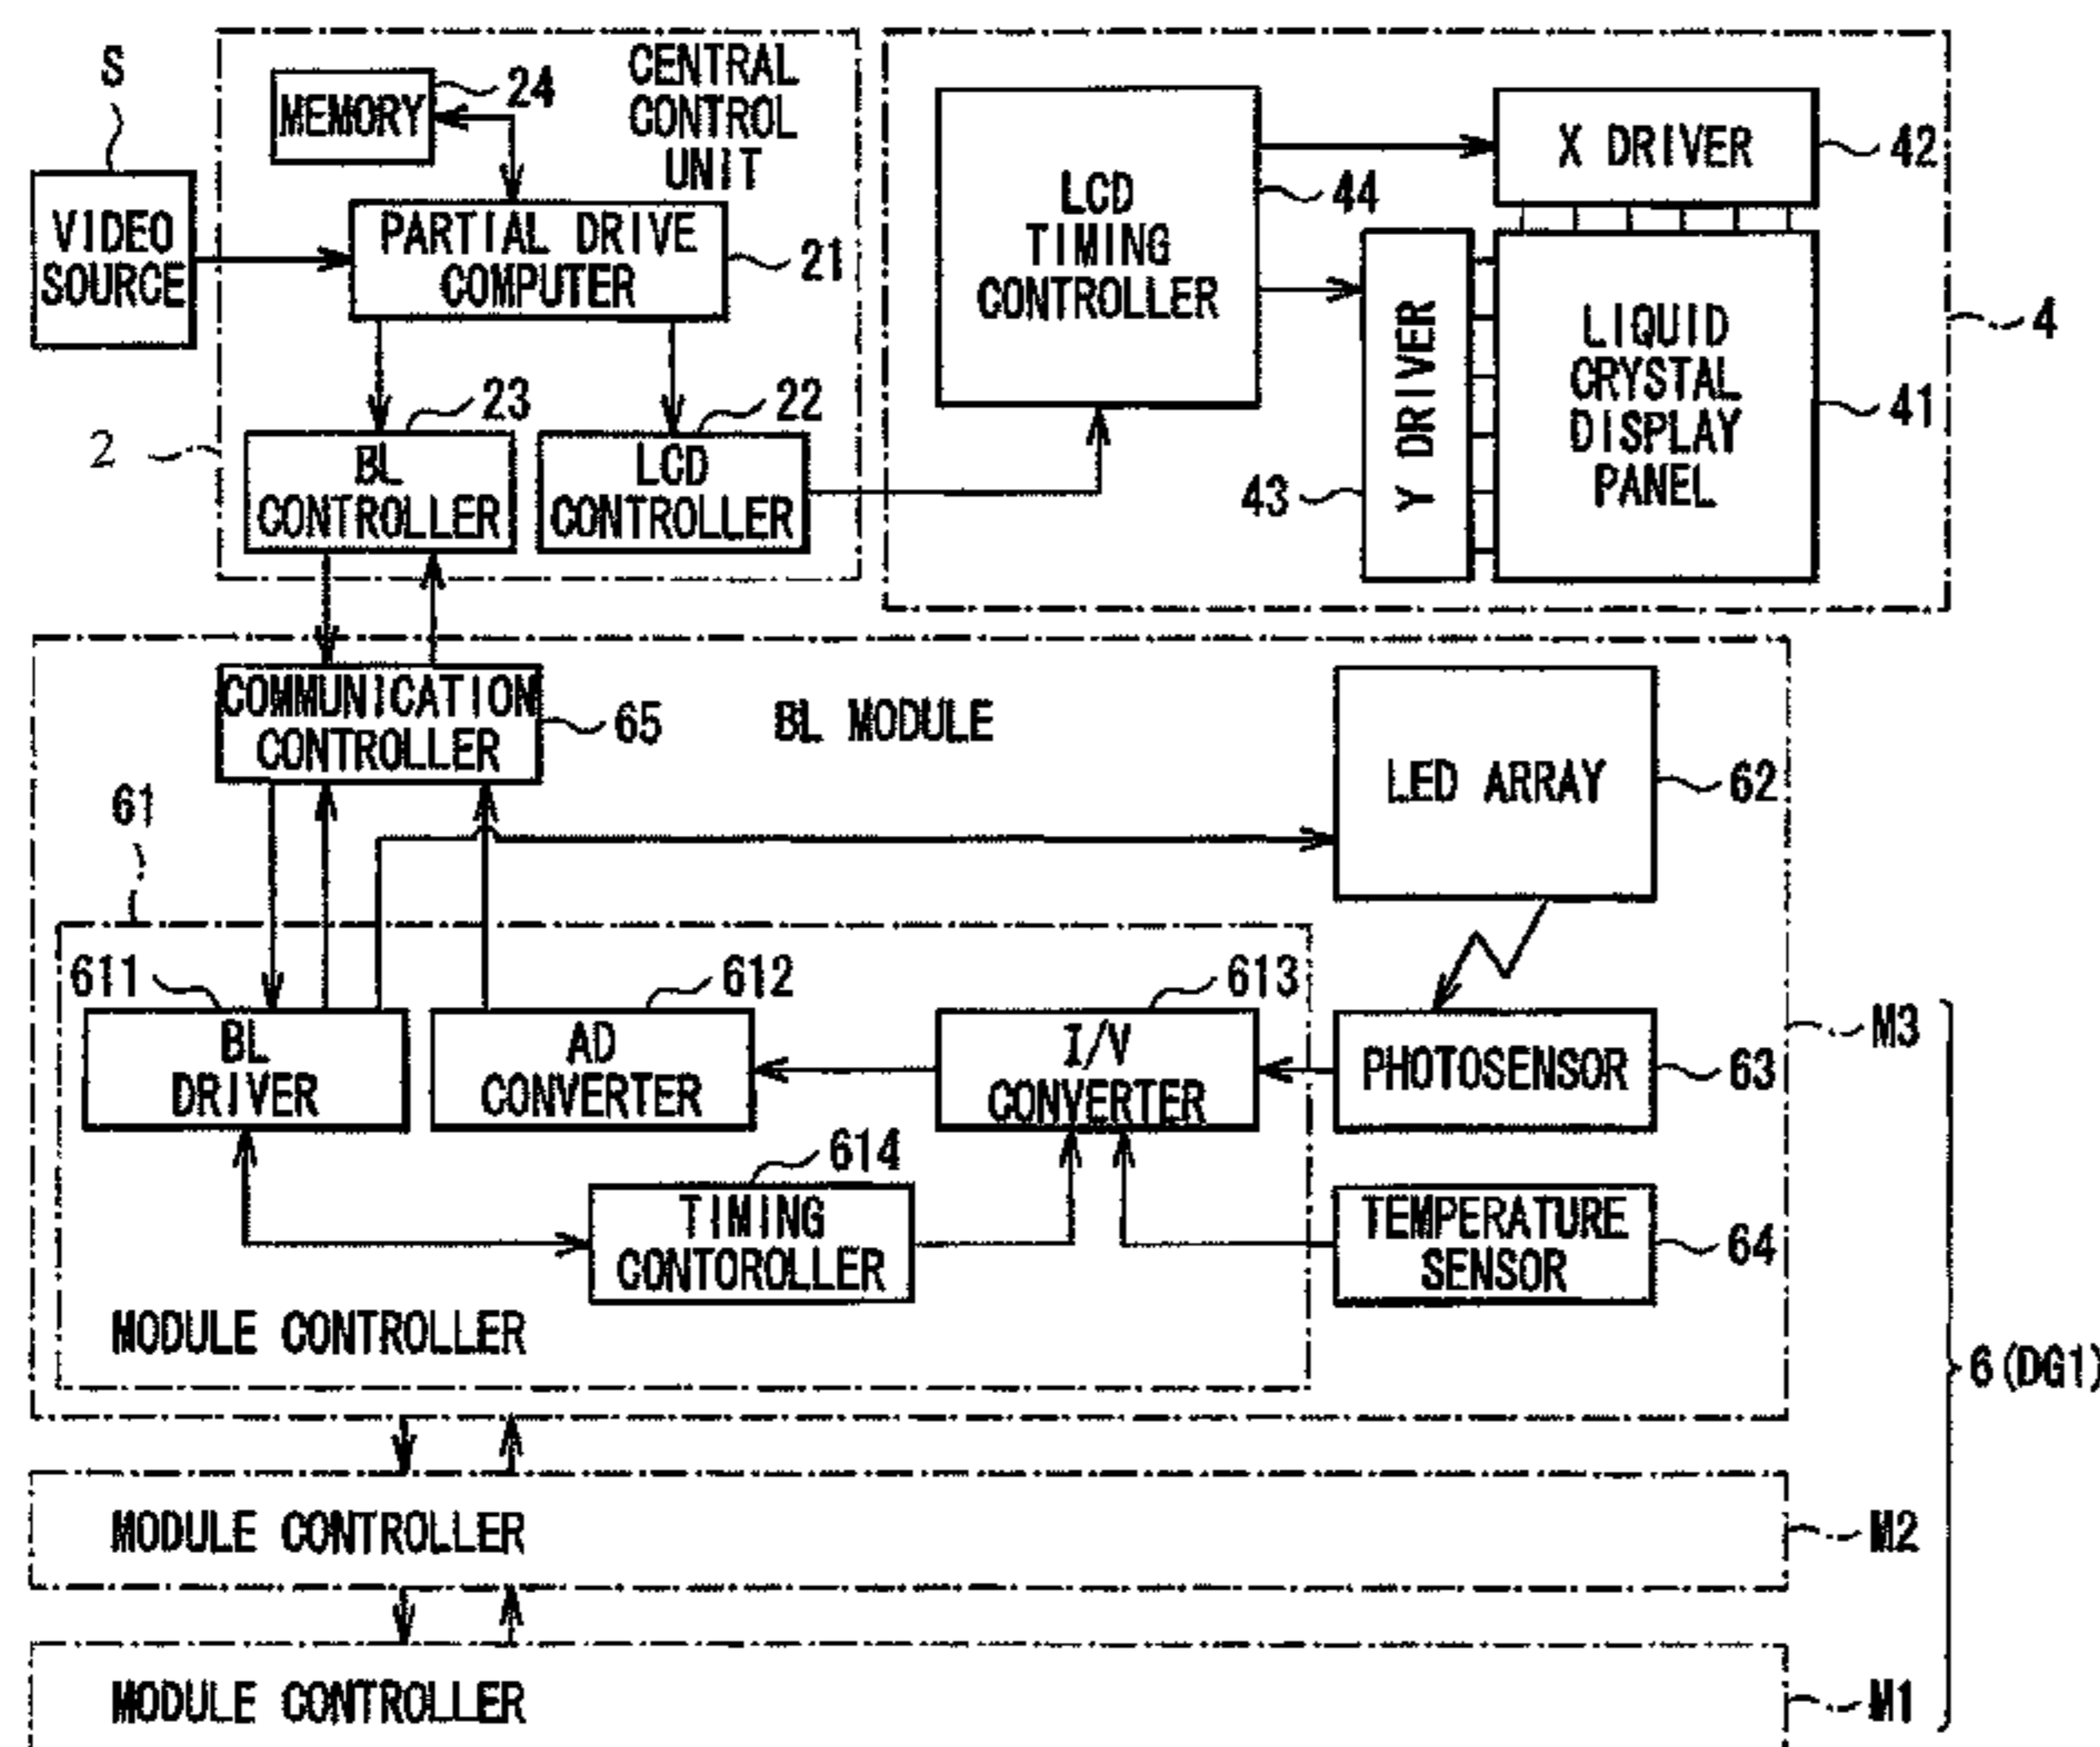 S
VIDEO
SOURCE
MEMORY
24
CENTRAL
CONTROL
UNIT
PARTIAL DRIVE
COMPUTER
21
23
22
2
BL
CONTROLLER
LCD
CONTROLLER
LCD
TIMING
CONTROLLER
44
X DRIVER
42
Y DRIVER
43
LIQUID
CRYSTAL
DISPLAY
PANEL
41
4
COMMUNICATION
CONTROLLER
65
BL MODULE
LED ARRAY
62
61
611
BL
DRIVER
612
AD
CONVERTER
613
I/V
CONVERTER
PHOTOSENSOR
63
M3
614
TIMING
CONTOROLLER
TEMPERATURE
SENSOR
64
MODULE CONTROLLER
6(DG1)
MODULE CONTROLLER
M2
MODULE CONTROLLER
M1